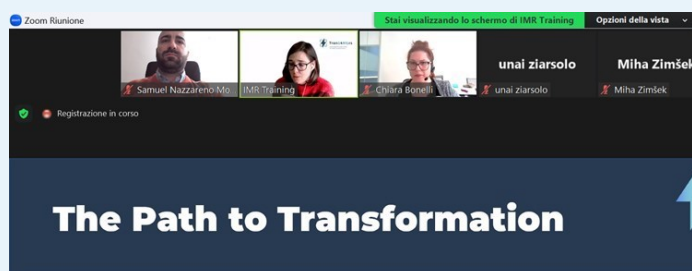 Zoom Riunione
Stai visualizzando lo schermo di IMR Training
Opzioni della vista
unai ziarsolo
Miha Zimšek
Samuel Nazzareno Mo
IMR Training
Chiara Bonelli
unai ziarsolo
Miha Zimšek
Registrazione in corso
The Path to Transformation